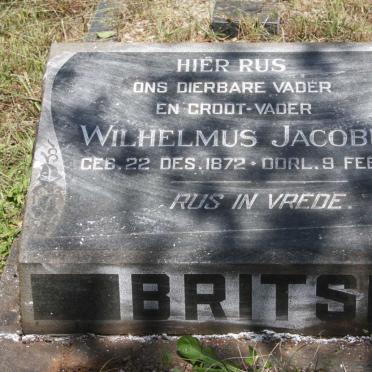 HIER RUS
ONS DIERBARE VADER
EN GROOT-VADER
WILHELMUS
GEB. 22 DES. 1872 · OORL. 9 FEB
RUS IN VREDE.
BRITS